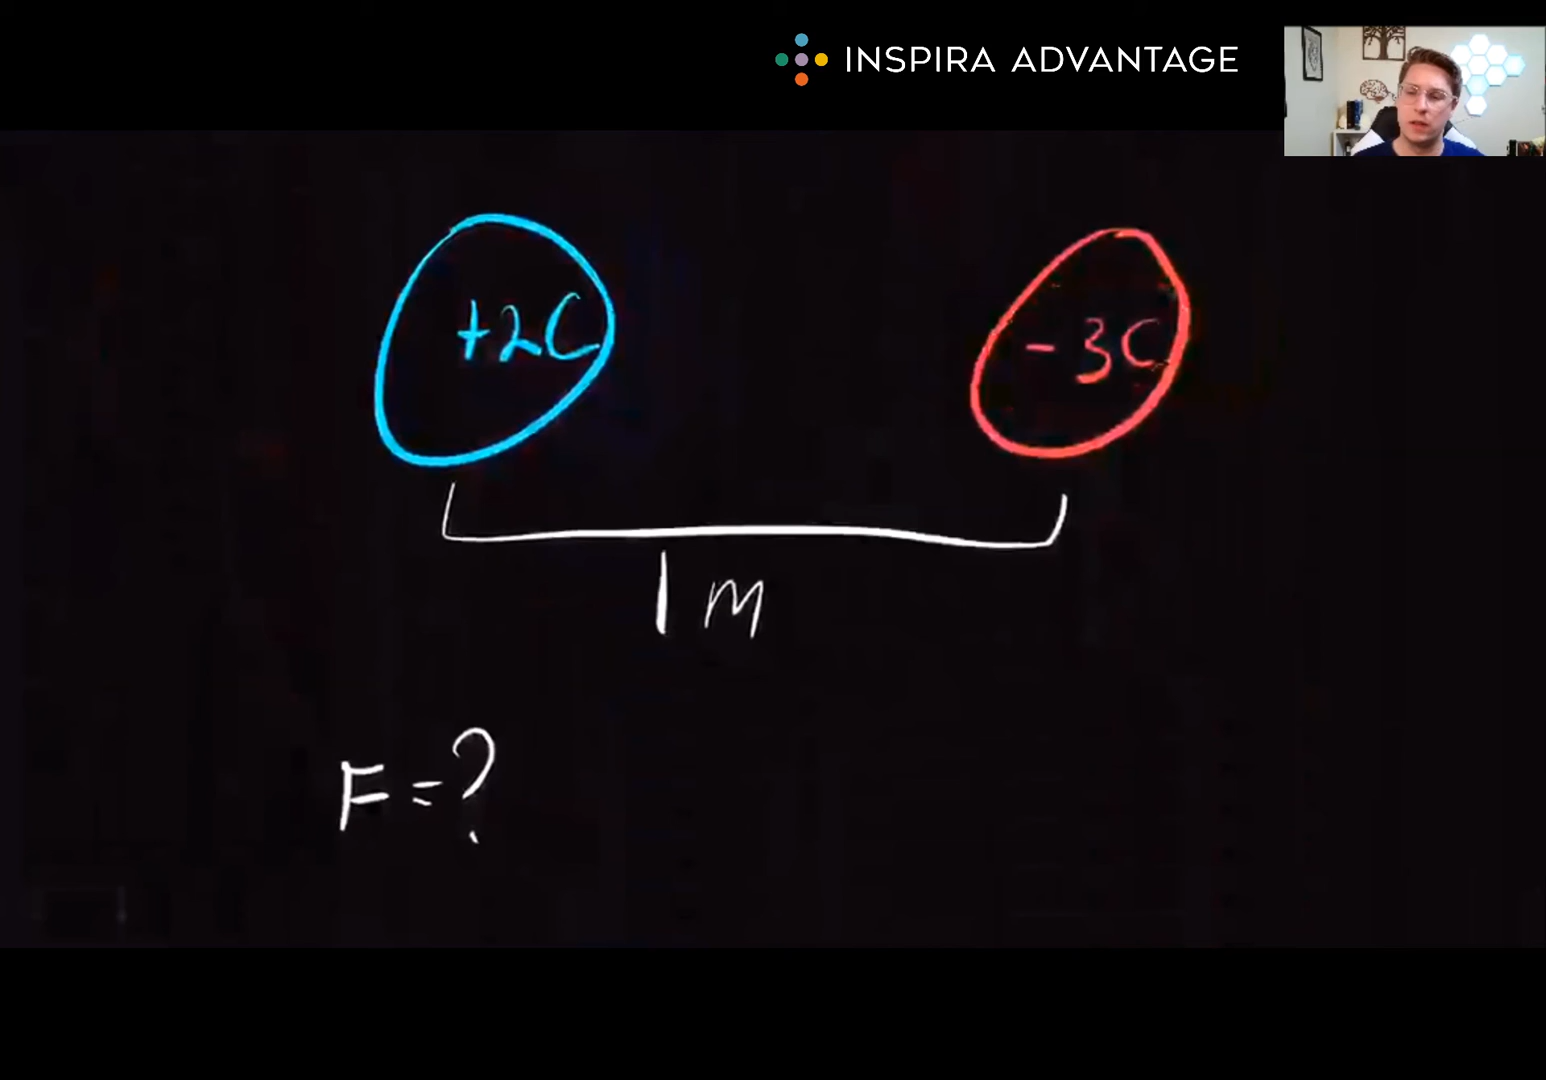 INSPIRA ADVANTAGE
+2C
- 3C
1 m
F = ?